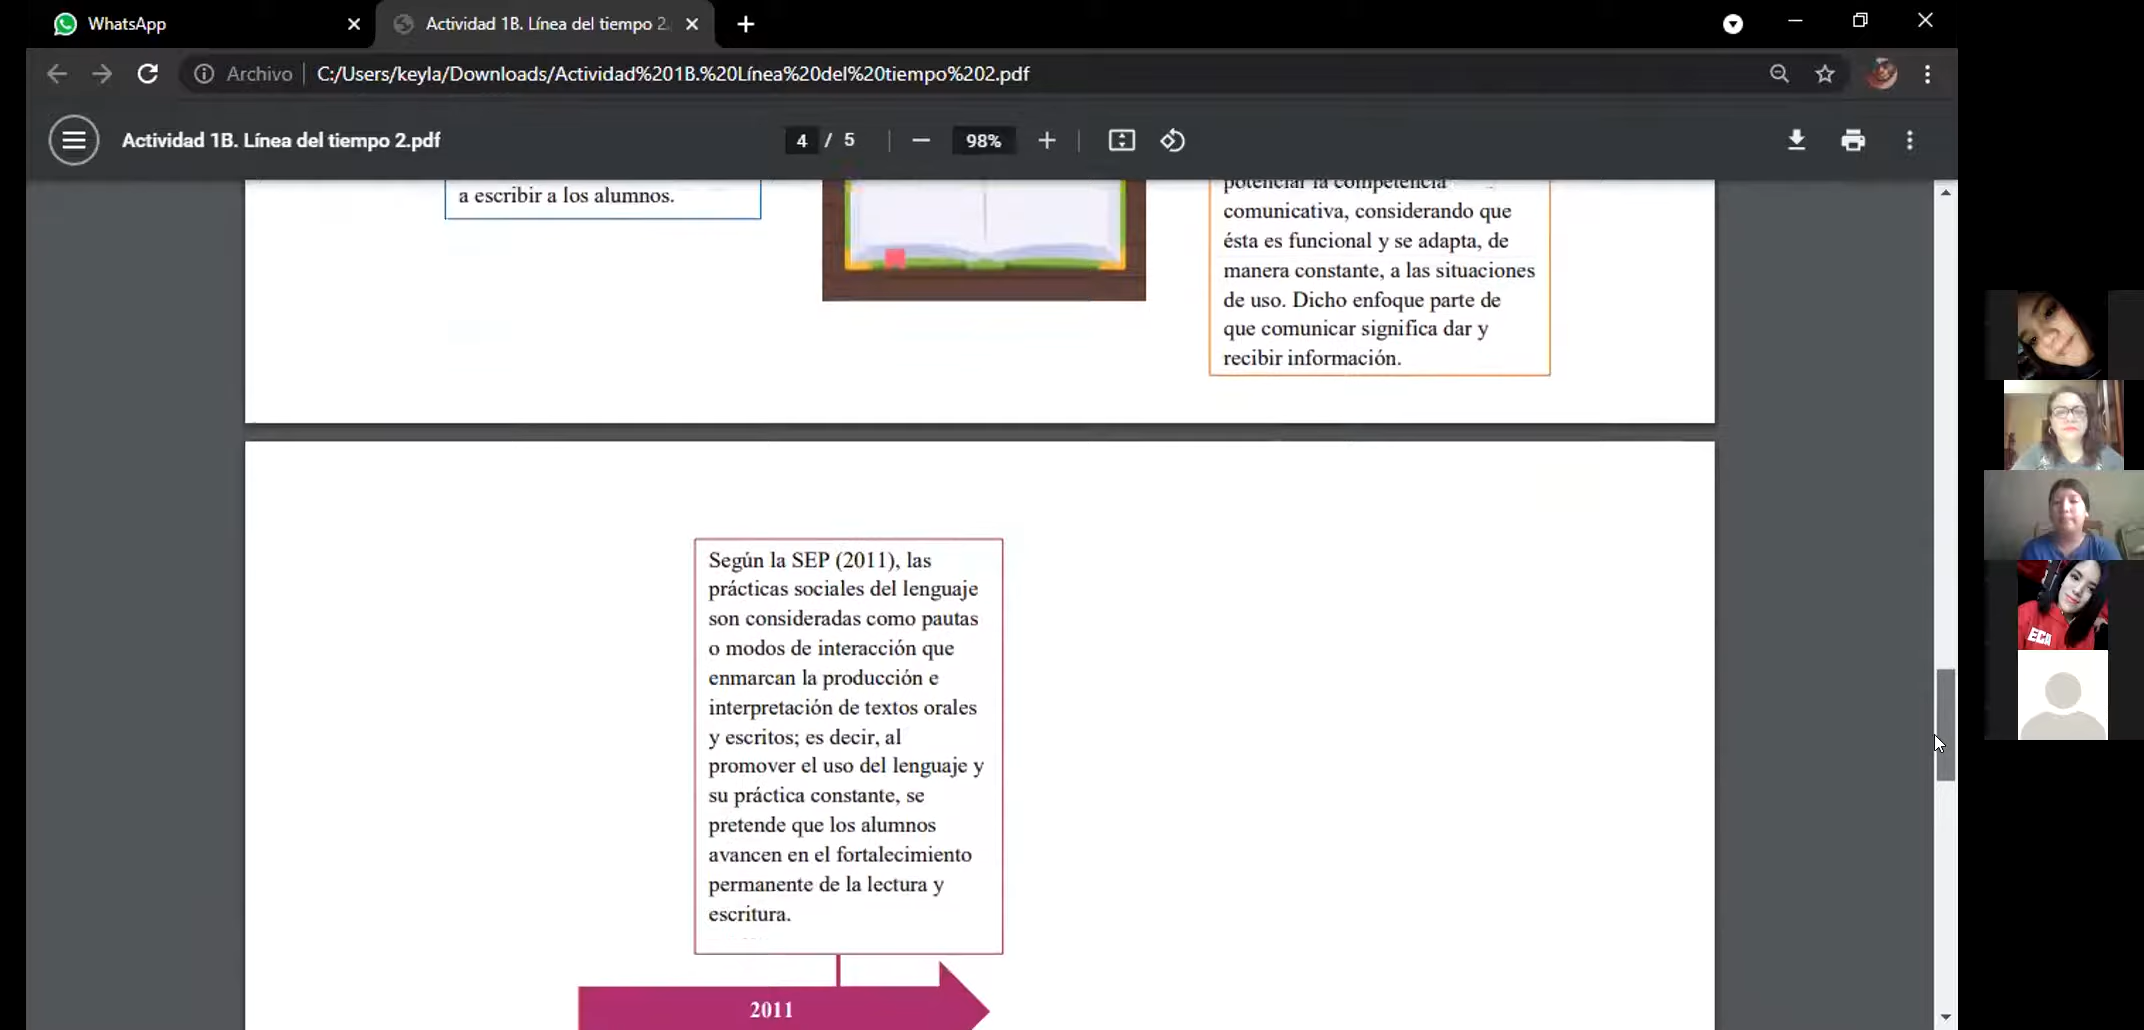 WhatsApp
Actividad 1B. Línea del tiempo 2.
Archivo
C:/Users/keyla/Downloads/Actividad%201B.%20Línea%20del%20tiempo%202.pdf
Actividad 1B. Línea del tiempo 2.pdf
4 / 5
98%
a escribir a los alumnos.
potenciar la competencia
comunicativa, considerando que
ésta es funcional y se adapta, de
manera constante, a las situaciones
de uso. Dicho enfoque parte de
que comunicar significa dar y
recibir información.
Según la SEP (2011), las
prácticas sociales del lenguaje
son consideradas como pautas
o modos de interacción que
enmarcan la producción e
interpretación de textos orales
y escritos; es decir, al
promover el uso del lenguaje y
su práctica constante, se
pretende que los alumnos
avancen en el fortalecimiento
permanente de la lectura y
escritura.
2011